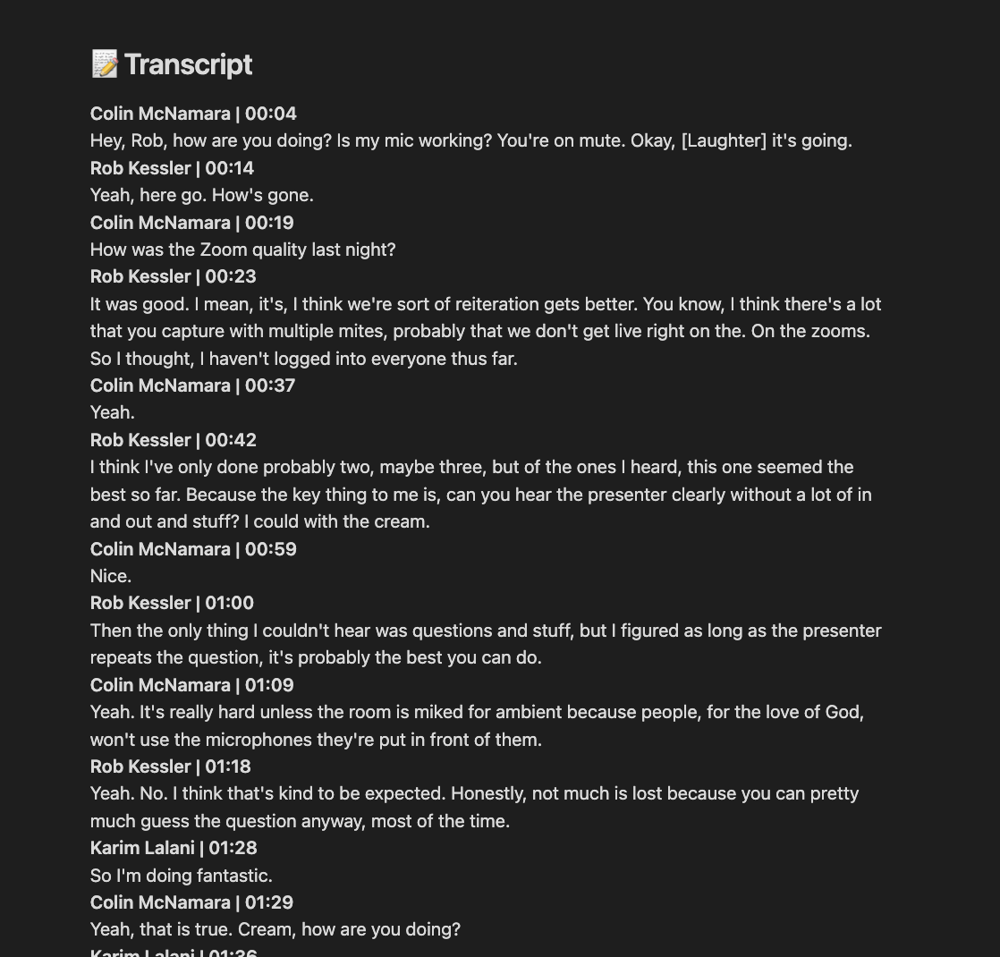 📝 Transcript
Colin McNamara | 00:04
Hey, Rob, how are you doing? Is my mic working? You're on mute. Okay, [Laughter] it's going.
Rob Kessler | 00:14
Yeah, here go. How's gone.
Colin McNamara | 00:19
How was the Zoom quality last night?
Rob Kessler | 00:23
It was good. I mean, it's, I think we're sort of reiteration gets better. You know, I think there's a lot
that you capture with multiple mites, probably that we don't get live right on the. On the zooms.
So I thought, I haven't logged into everyone thus far.
Colin McNamara | 00:37
Yeah.
Rob Kessler | 00:42
I think I've only done probably two, maybe three, but of the ones I heard, this one seemed the
best so far. Because the key thing to me is, can you hear the presenter clearly without a lot of in
and out and stuff? I could with the cream.
Colin McNamara | 00:59
Nice.
Rob Kessler | 01:00
Then the only thing I couldn't hear was questions and stuff, but I figured as long as the presenter
repeats the question, it's probably the best you can do.
Colin McNamara | 01:09
Yeah. It's really hard unless the room is miked for ambient because people, for the love of God,
won't use the microphones they're put in front of them.
Rob Kessler | 01:18
Yeah. No. I think that's kind to be expected. Honestly, not much is lost because you can pretty
much guess the question anyway, most of the time.
Karim Lalani | 01:28
So I'm doing fantastic.
Colin McNamara | 01:29
Yeah, that is true. Cream, how are you doing?
Karim Lalani | 01:36